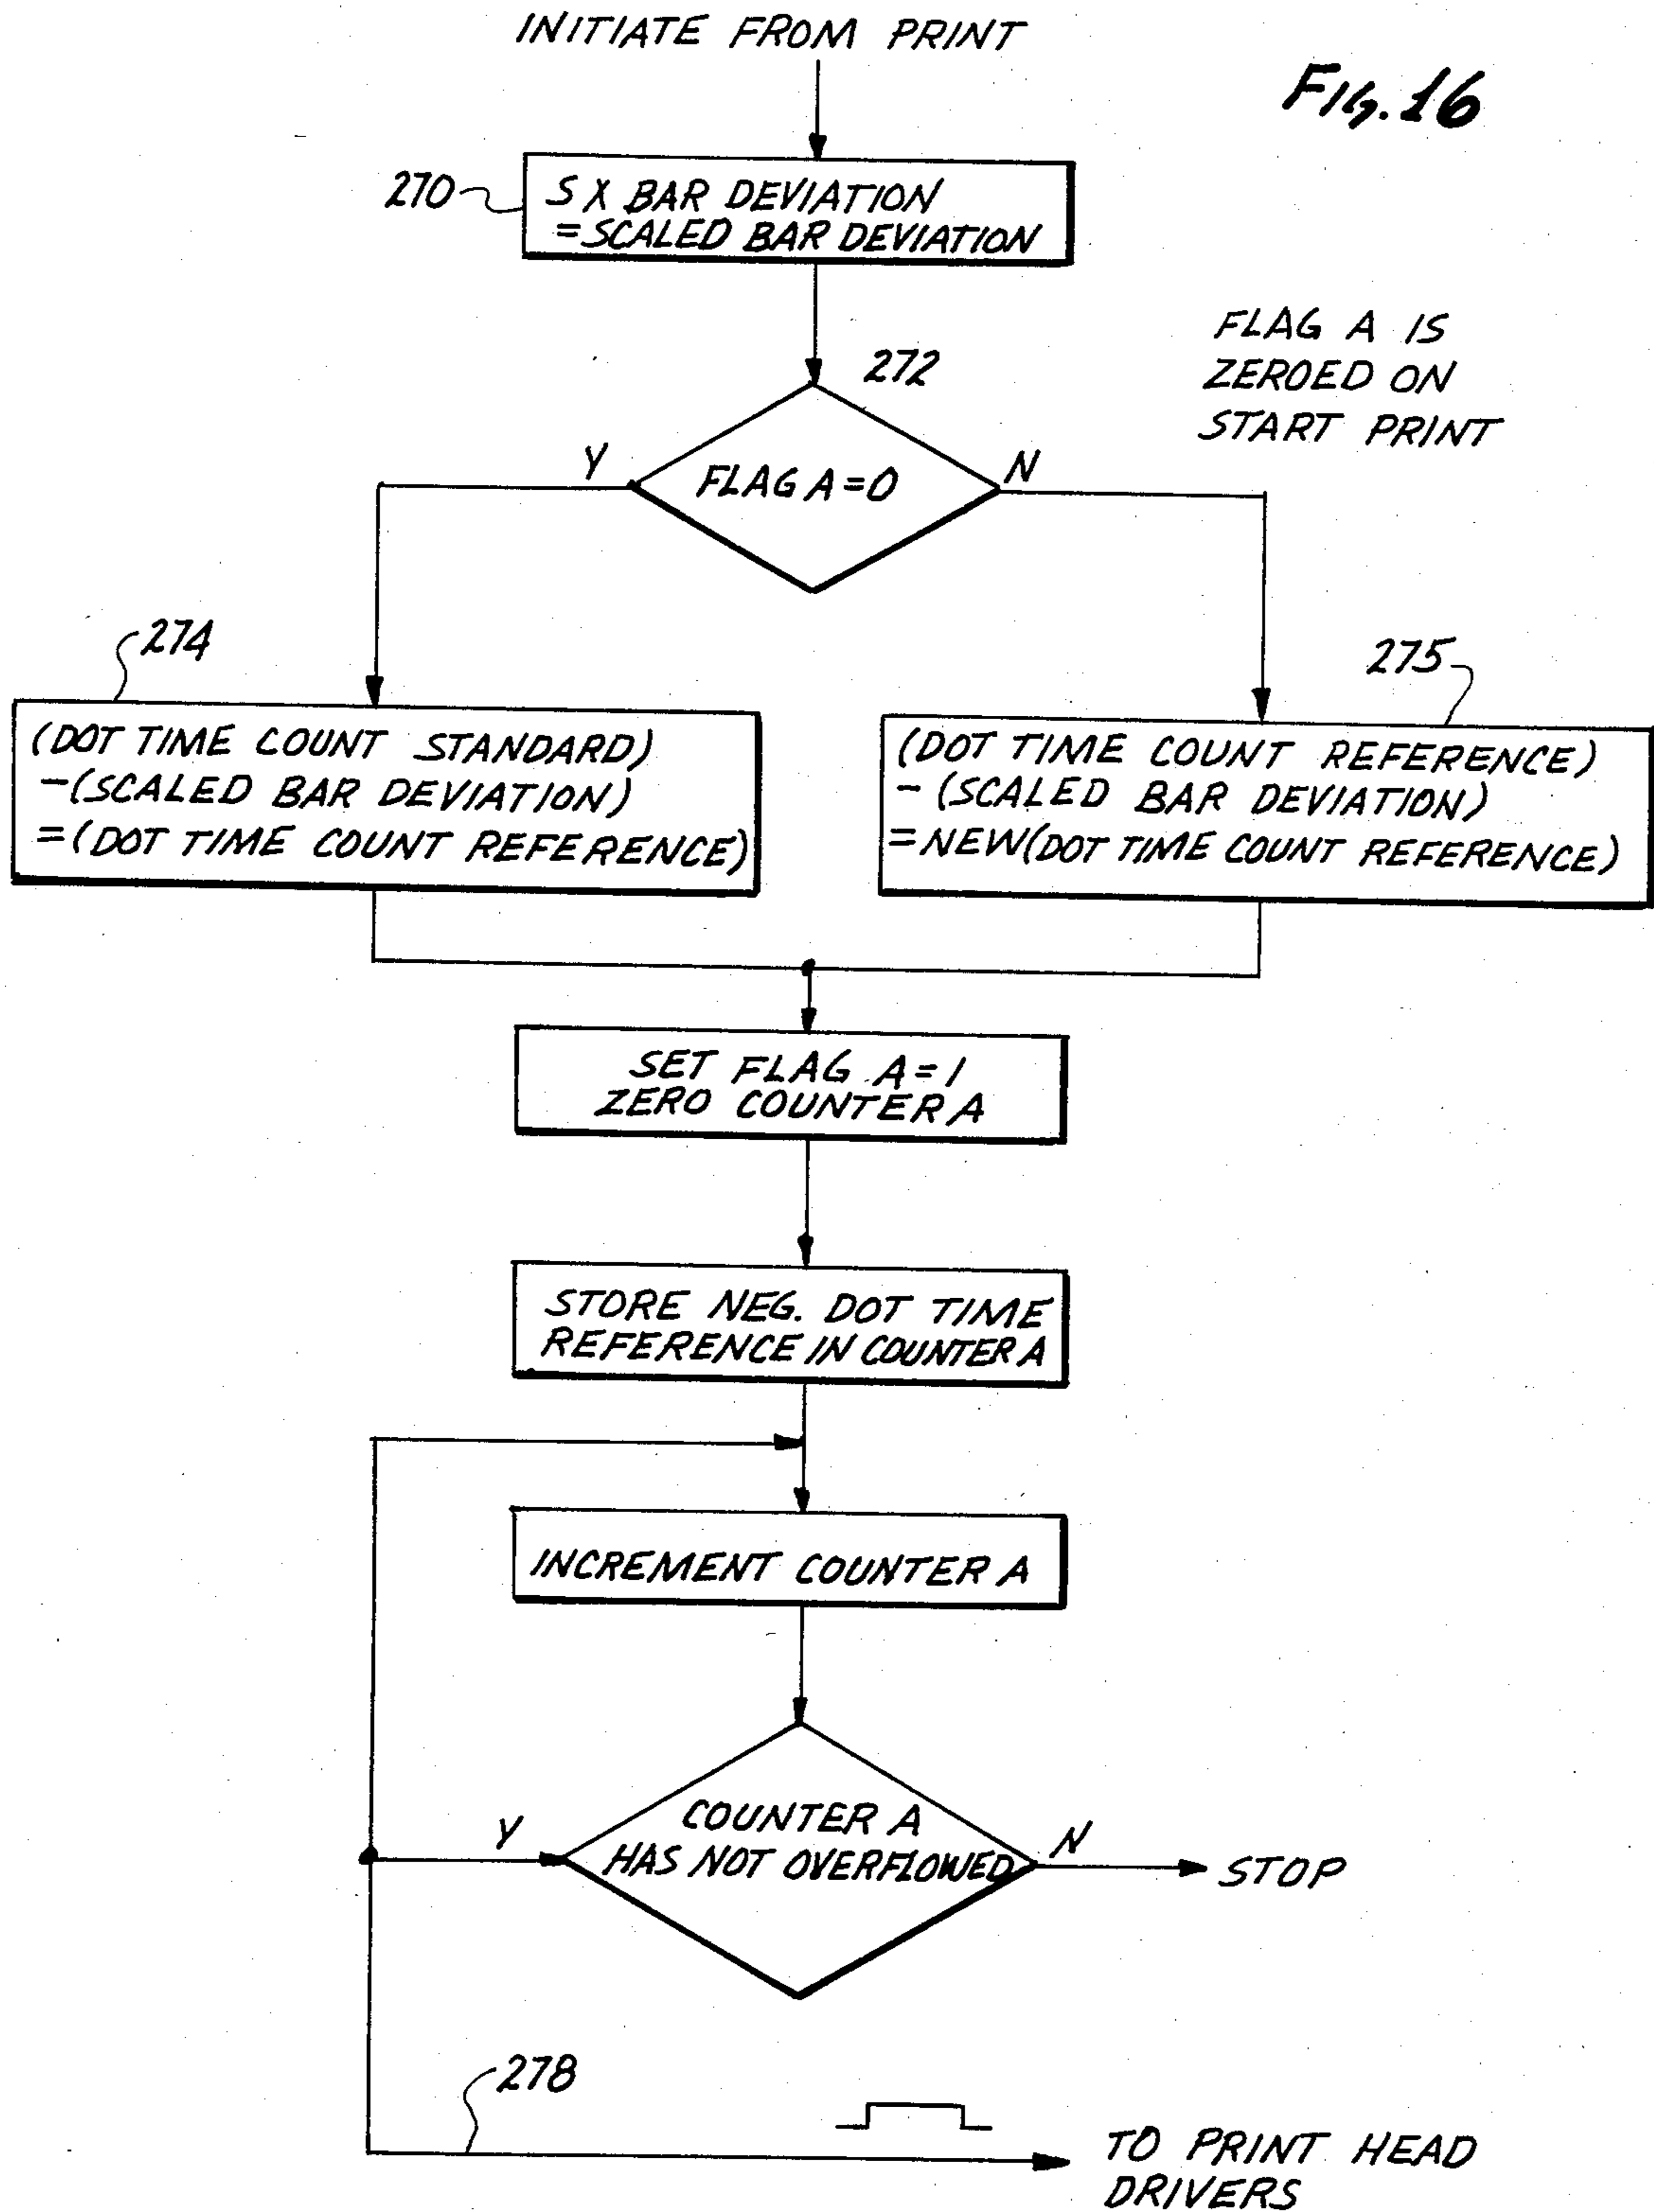 INITIATE FROM PRINT
FIG. 16
270
S X BAR DEVIATION
=SCALED BAR DEVIATION
FLAG A IS
ZEROED ON
START PRINT
272
Y
FLAG A=0
N
274
(DOT TIME COUNT STANDARD)
-(SCALED BAR DEVIATION)
=(DOT TIME COUNT REFERENCE)
275
(DOT TIME COUNT REFERENCE)
-(SCALED BAR DEVIATION)
=NEW(DOT TIME COUNT REFERENCE)
SET FLAG A=1
ZERO COUNTER A
STORE NEG. DOT TIME
REFERENCE IN COUNTER A
INCREMENT COUNTER A
Y
COUNTER A
HAS NOT OVERFLOWED
N
STOP
278
TO PRINT HEAD
DRIVERS